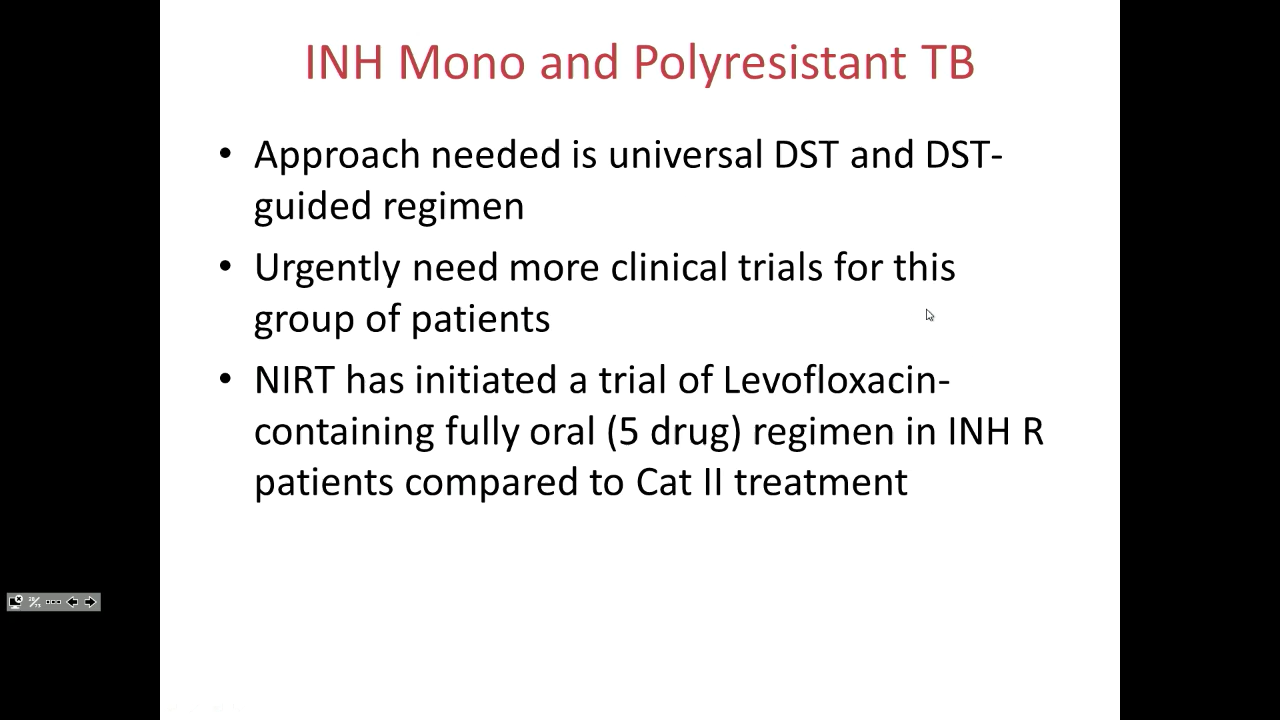 INH Mono and Polyresistant TB
• Approach needed is universal DST and DST-
guided regimen
• Urgently need more clinical trials for this
group of patients
• NIRT has initiated a trial of Levofloxacin-
containing fully oral (5 drug) regimen in INH R
patients compared to Cat II treatment